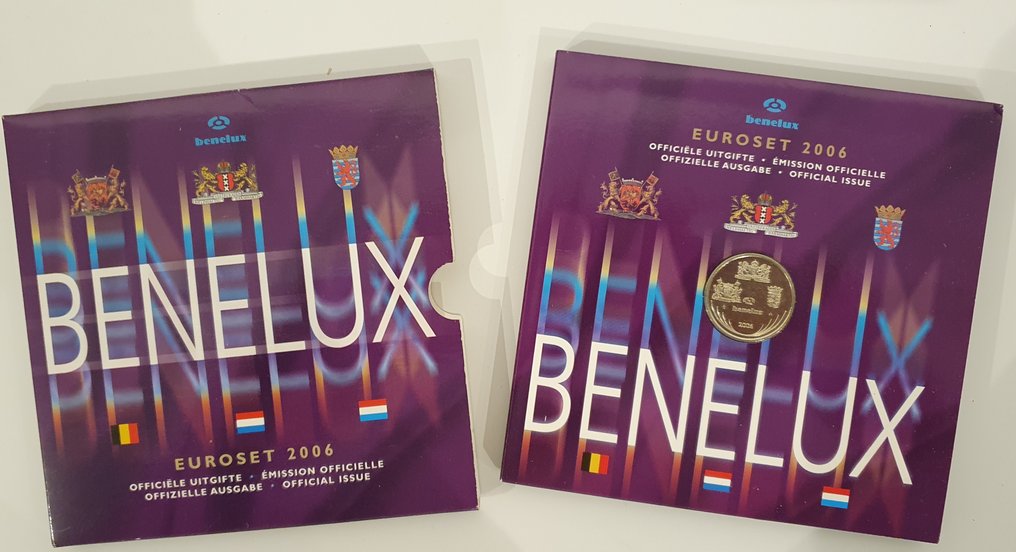 benelux
BENELUX
EUROSET 2006
OFFICIËLE UITGIFTE • ÉMISSION OFFICIELLE
OFFIZIELLE AUSGABE • OFFICIAL ISSUE
benelux
EUROSET 2006
OFFICIËLE UITGIFTE • ÉMISSION OFFICIELLE
OFFIZIELLE AUSGABE • OFFICIAL ISSUE
benelux
2006
BENELUX